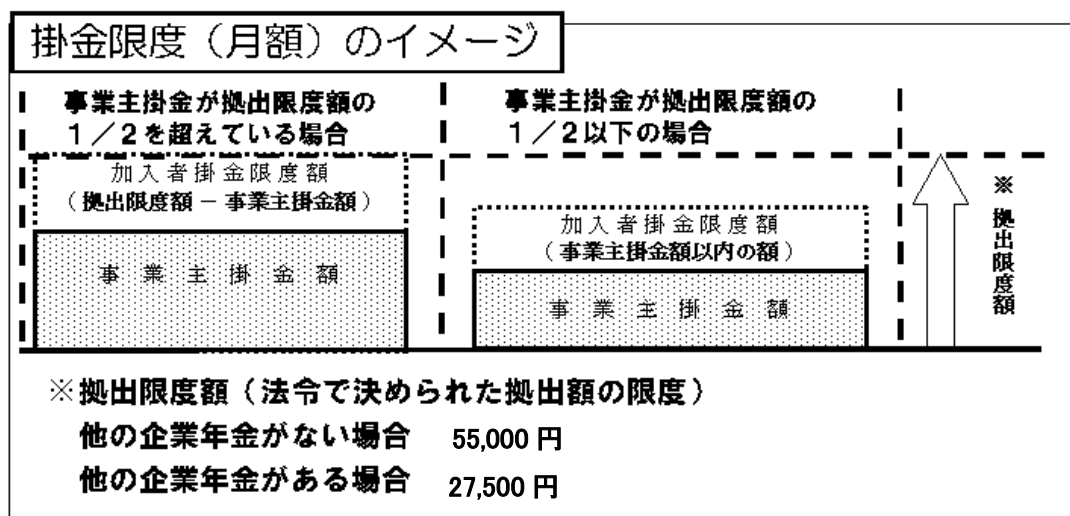 掛金限度（月額）のイメージ
事業主掛金が拠出限度額の
１／２を超えている場合
加入者掛金限度額
（拠出限度額－事業主掛金額）
事業主掛金額
事業主掛金が拠出限度額の
１／２以下の場合
加入者掛金限度額
（事業主掛金額以内の額）
事業主掛金額
※拠出限度額
※拠出限度額（法令で決められた拠出額の限度）
他の企業年金がない場合 55,000 円
他の企業年金がある場合 27,500 円